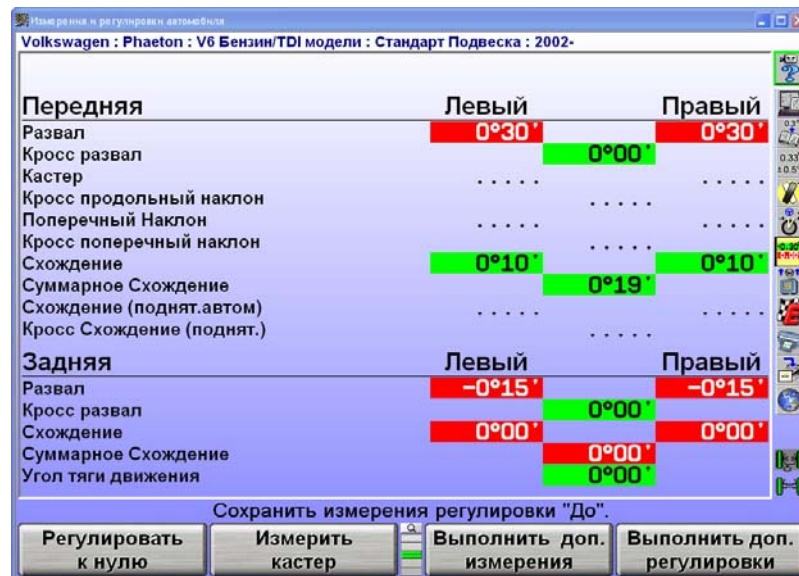 Измерения и регулировки автомобиля
Volkswagen : Phaeton : V6 Бензин/TDI модели : Стандарт Подвеска : 2002-
Передняя Левый Правый
Развал 0°30' 0°30'
Кросс развал 0°00'
Кастер ..... .....
Кросс продольный наклон .....
Поперечный Наклон ..... .....
Кросс поперечный наклон .....
Схождение 0°10' 0°10'
Суммарное Схождение 0°19'
Схождение (поднят.автом) ..... .....
Кросс Схождение (поднят.) .....
Задняя Левый Правый
Развал -0°15' -0°15'
Кросс развал 0°00'
Схождение 0°00' 0°00'
Суммарное Схождение 0°00'
Угол тяги движения 0°00'
Сохранить измерения регулировки "До".
Регулировать Измерить Выполнить доп. Выполнить доп.
к нулю кастер измерения регулировки